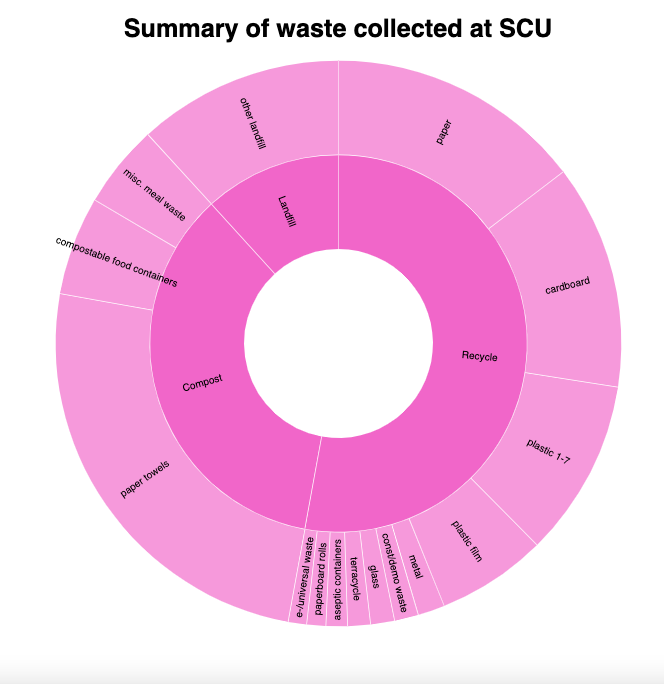 Summary of waste collected at SCU
other landfill
paper
misc. meal waste
Landfill
compostable food containers
cardboard
Recycle
Compost
plastic 1-7
paper towels
plastic film
e-/universal waste
paperboard rolls
aseptic containers
terracycle
glass
const/demo waste
metal